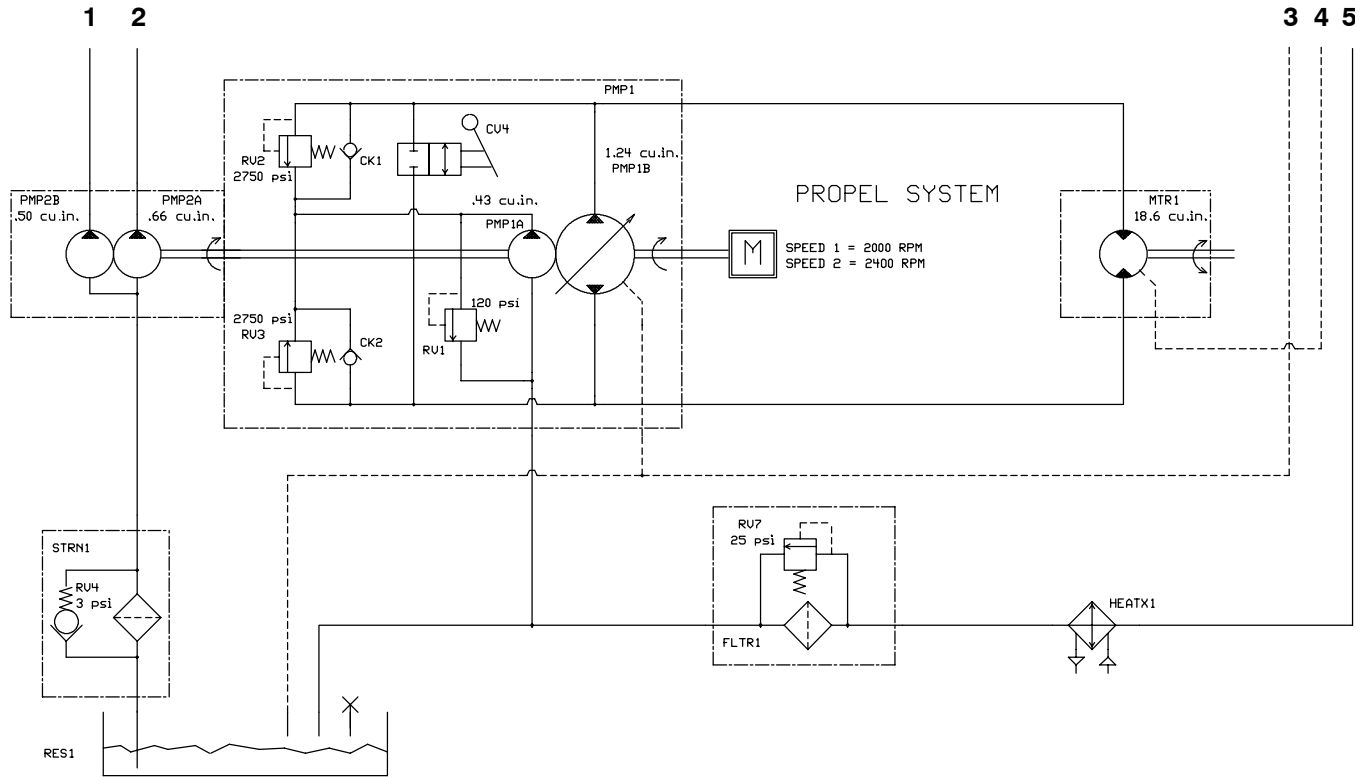 1 2 3 4 5
PMP1
CV4
RV2
2750 psi
CK1
1.24 cu.in.
PMP1B
PROPEL SYSTEM
PMP2B
.50 cu.in.
PMP2A
.66 cu.in.
.43 cu.in.
PMP1A
MTR1
18.6 cu.in.
M
SPEED 1 = 2000 RPM
SPEED 2 = 2400 RPM
2750 psi
RV3
CK2
120 psi
RV1
STRN1
RV4
3 psi
RV7
25 psi
FLTR1
HEATX1
RES1